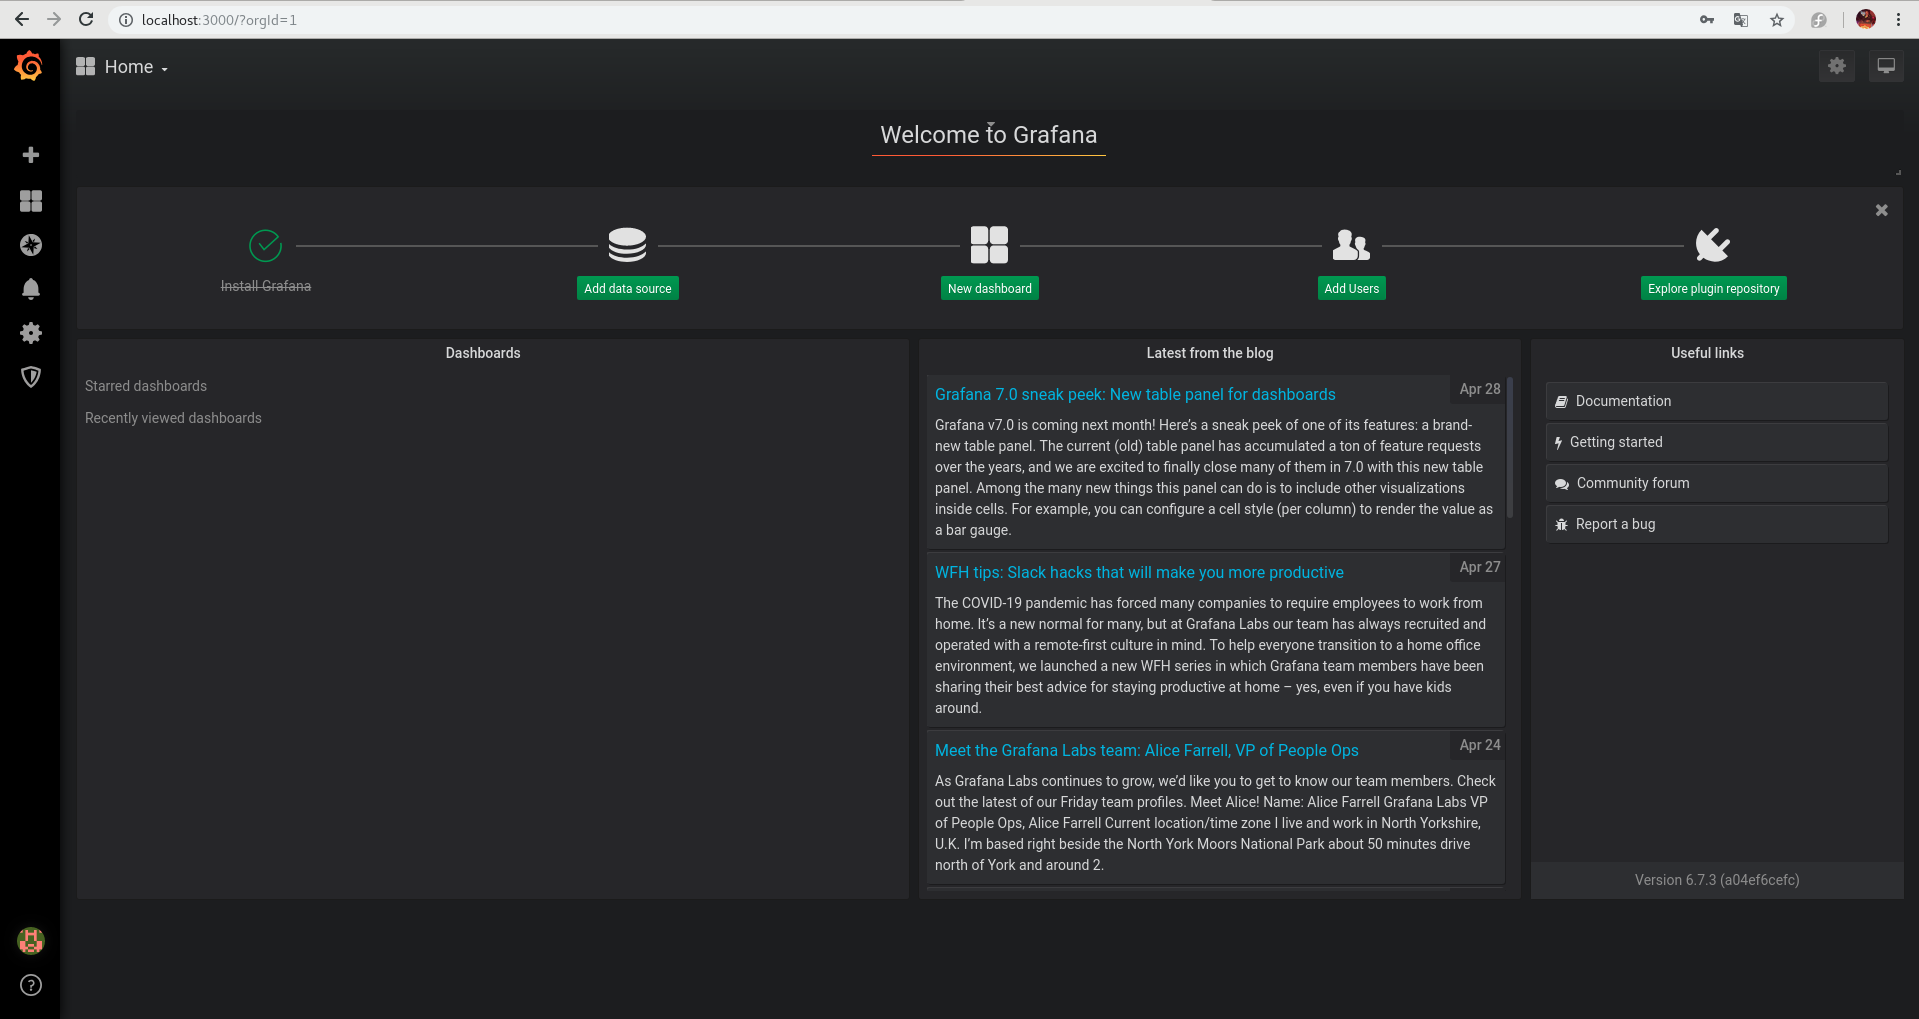 localhost:3000/?orgId=1
Home
Welcome to Grafana
Install Grafana
Add data source
New dashboard
Add Users
Explore plugin repository
Dashboards
Starred dashboards
Recently viewed dashboards
Latest from the blog
Grafana 7.0 sneak peek: New table panel for dashboards
Apr 28
Grafana v7.0 is coming next month! Here’s a sneak peek of one of its features: a brand-
new table panel. The current (old) table panel has accumulated a ton of feature requests
over the years, and we are excited to finally close many of them in 7.0 with this new table
panel. Among the many new things this panel can do is to include other visualizations
inside cells. For example, you can configure a cell style (per column) to render the value as
a bar gauge.
WFH tips: Slack hacks that will make you more productive
Apr 27
The COVID-19 pandemic has forced many companies to require employees to work from
home. It’s a new normal for many, but at Grafana Labs our team has always recruited and
operated with a remote-first culture in mind. To help everyone transition to a home office
environment, we launched a new WFH series in which Grafana team members have been
sharing their best advice for staying productive at home – yes, even if you have kids
around.
Meet the Grafana Labs team: Alice Farrell, VP of People Ops
Apr 24
As Grafana Labs continues to grow, we’d like you to get to know our team members. Check
out the latest of our Friday team profiles. Meet Alice! Name: Alice Farrell Grafana Labs VP
of People Ops, Alice Farrell Current location/time zone I live and work in North Yorkshire,
U.K. I’m based right beside the North York Moors National Park about 50 minutes drive
north of York and around 2.
Useful links
Documentation
Getting started
Community forum
Report a bug
Version 6.7.3 (a04ef6cefc)